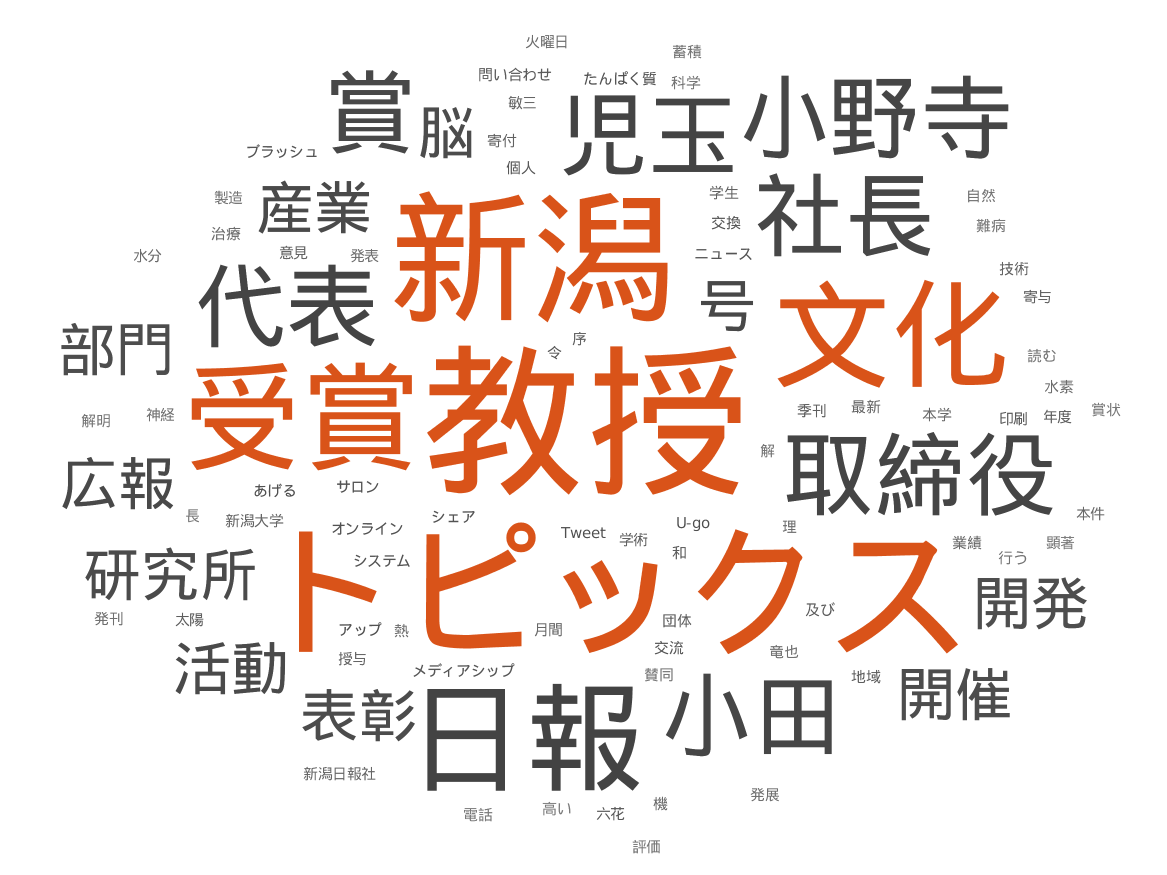 火曜日
蓄積
問い合わせ
たんぱく質
科学
賞
脳
敏三
児玉
小野寺
ブラッシュ
寄付
個人
産業
製造
新潟
学生
社長
自然
治療
交換
難病
水分
意見
発表
ニュース
技術
代表
号
文化
寄与
部門
令
序
読む
受賞
教授
水素
解明
神経
季刊
最新
本学
印刷
年度
賞状
広報
あげる
サロン
解
取締役
長
新潟大学
オンライン
シェア
Tweet
学術
U-go
理
本件
研究所
システム
和
業績
行う
顕著
トピックス
発刊
太陽
アップ
熱
月間
団体
及び
開発
活動
授与
メディアシップ
交流
竜也
賛同
地域
開催
表彰
日報
小田
新潟日報社
電話
高い
六花
機
発展
評価